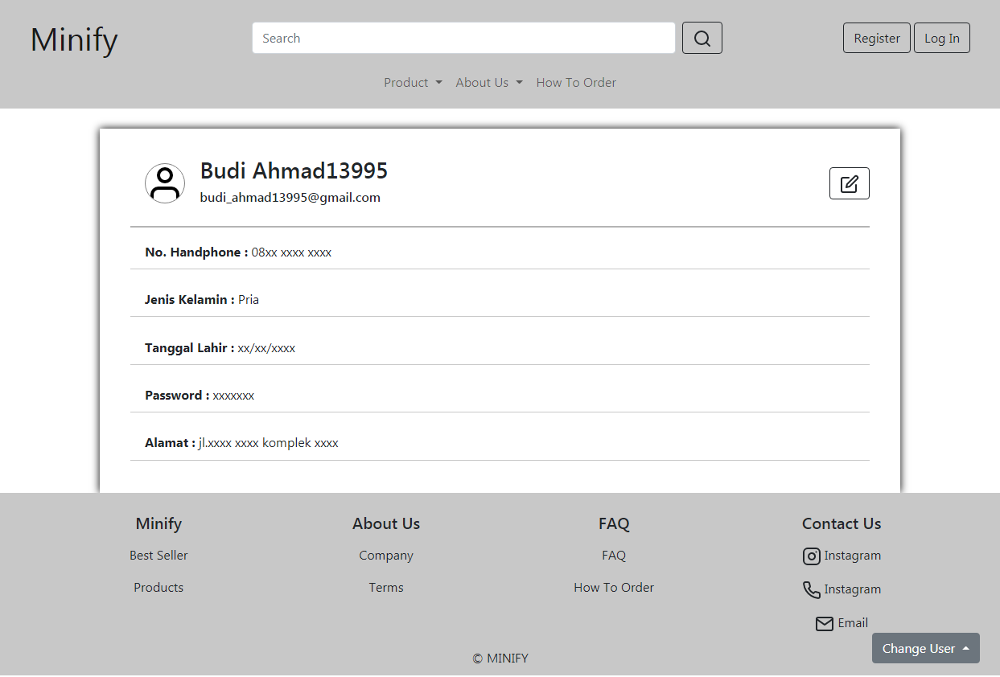 Minify
Search
Register
Log In
Product
About Us
How To Order
Budi Ahmad13995
budi_ahmad13995@gmail.com
No. Handphone : 08xx xxxx xxxx
Jenis Kelamin : Pria
Tanggal Lahir : xx/xx/xxxx
Password : xxxxxxx
Alamat : jl.xxxx xxxx komplek xxxx
Minify
Best Seller
Products
About Us
Company
Terms
FAQ
FAQ
How To Order
Contact Us
Instagram
Instagram
Email
Change User
© MINIFY